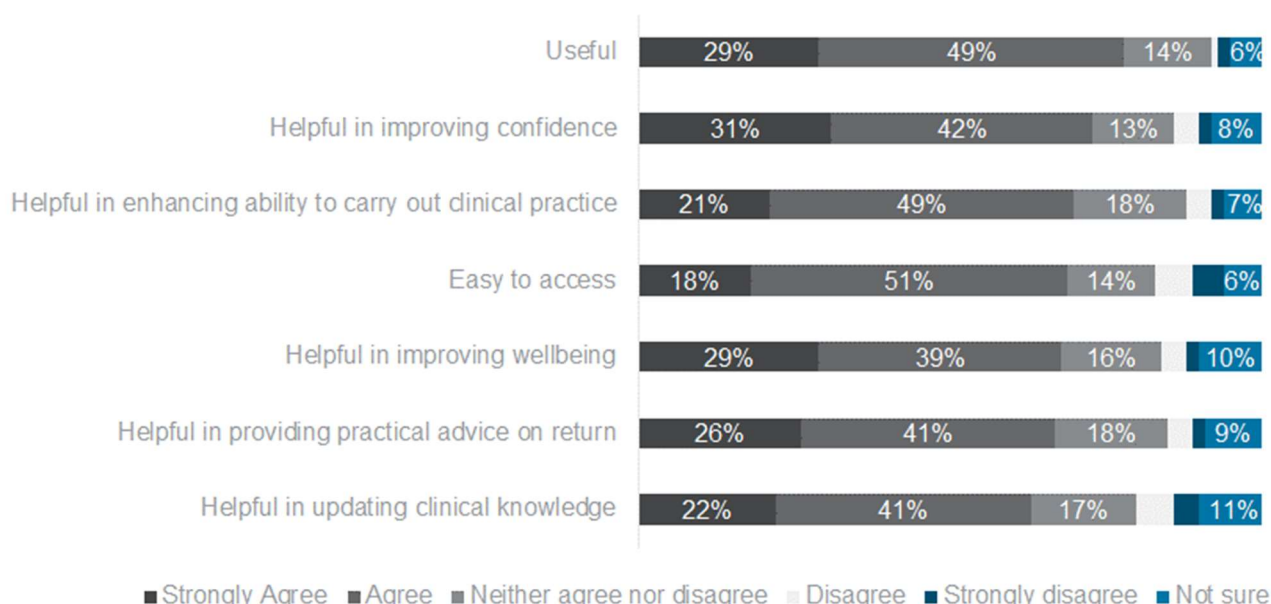 Useful 29% 49% 14% 6%
Helpful in improving confidence 31% 42% 13% 8%
Helpful in enhancing ability to carry out clinical practice 21% 49% 18% 7%
Easy to access 18% 51% 14% 6%
Helpful in improving wellbeing 29% 39% 16% 10%
Helpful in providing practical advice on return 26% 41% 18% 9%
Helpful in updating clinical knowledge 22% 41% 17% 11%
Strongly Agree Agree Neither agree nor disagree Disagree Strongly disagree Not sure